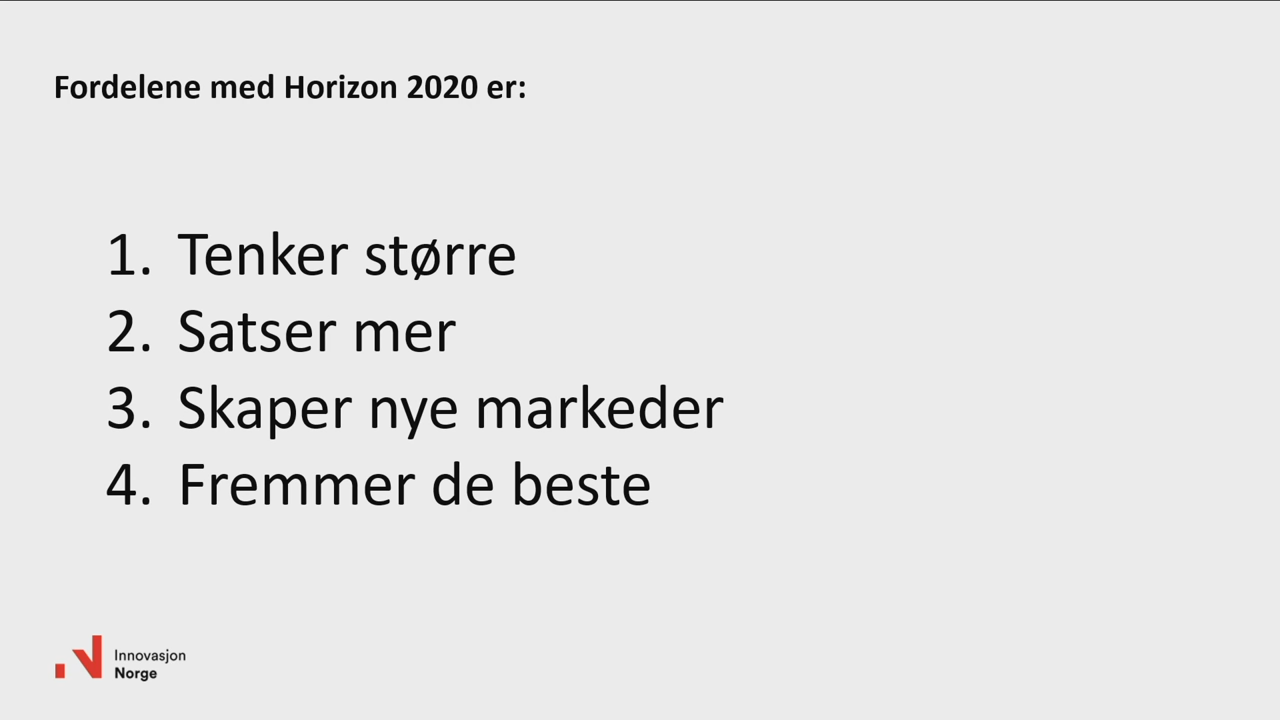 Fordelene med Horizon 2020 er:
1. Tenker større
2. Satser mer
3. Skaper nye markeder
4. Fremmer de beste
Innovasjon
Norge